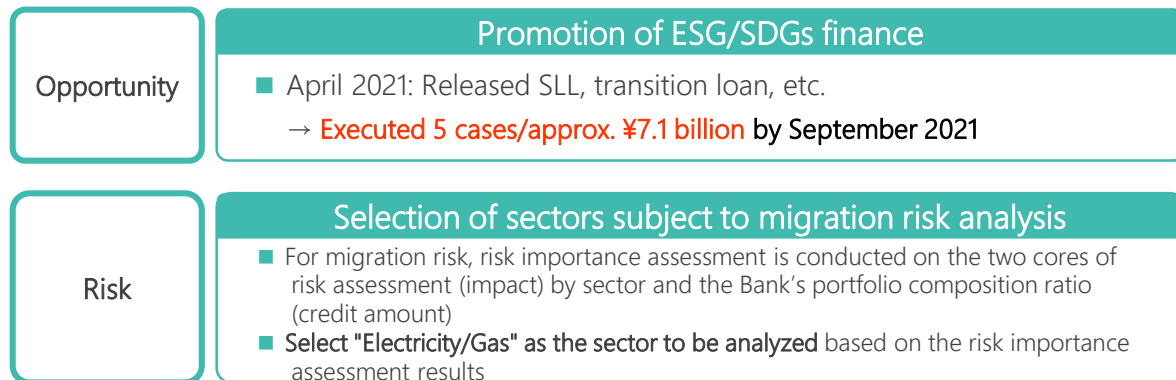 Opportunity
Promotion of ESG/SDGs finance
■ April 2021: Released SLL, transition loan, etc.
→ Executed 5 cases/approx. ¥7.1 billion by September 2021
Risk
Selection of sectors subject to migration risk analysis
■ For migration risk, risk importance assessment is conducted on the two cores of
risk assessment (impact) by sector and the Bank's portfolio composition ratio
(credit amount)
■ Select "Electricity/Gas" as the sector to be analyzed based on the risk importance
assessment results